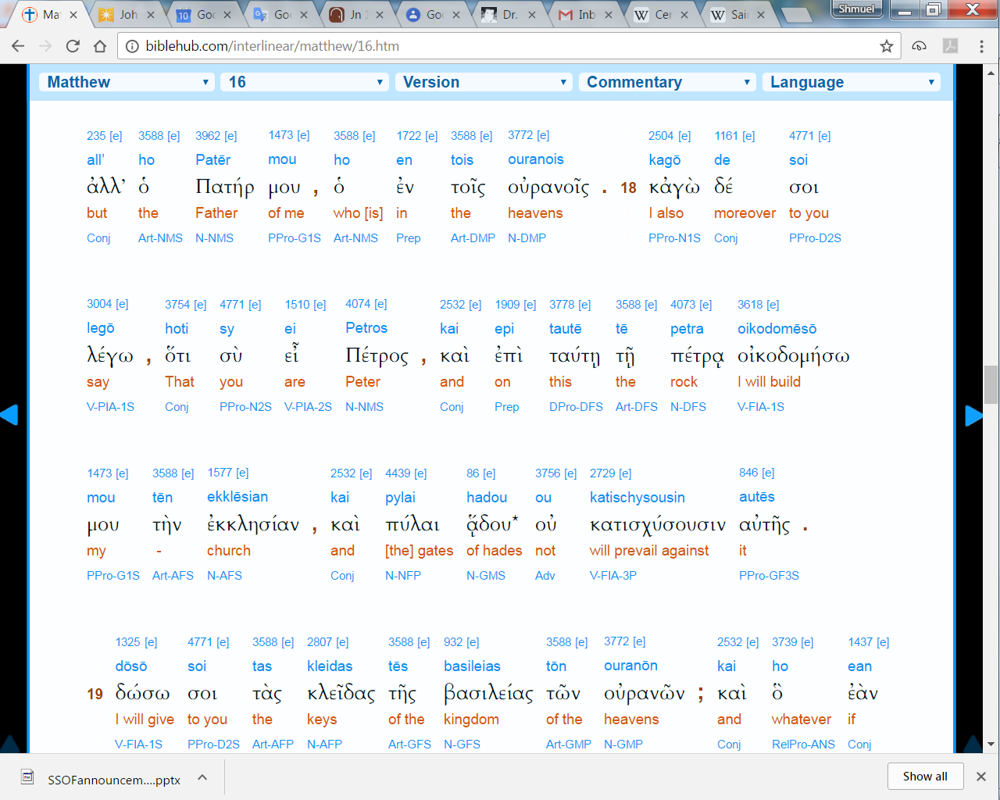 Ma × Joh × 10 Goo × Goo × Jn × Goo × Dr. × Inb × W Cer × W Sai × Shmuel
biblehub.com/interlinear/matthew/16.htm
Matthew 16 Version Commentary Language
235 [e] 3588 [e] 3962 [e] 1473 [e] 3588 [e] 1722 [e] 3588 [e] 3772 [e] 2504 [e] 1161 [e] 4771 [e]
all’ ho Patēr mou ho en tois ouranois kagō de soi
ἀλλ’ ὁ Πατήρ μου , ὁ ἐν τοῖς οὐρανοῖς . 18 κἀγὼ δέ σοι
but the Father of me who [is] in the heavens I also moreover to you
Conj Art-NMS N-NMS PPro-G1S Art-NMS Prep Art-DMP N-DMP PPro-N1S Conj PPro-D2S
3004 [e] 3754 [e] 4771 [e] 1510 [e] 4074 [e] 2532 [e] 1909 [e] 3778 [e] 3588 [e] 4073 [e] 3618 [e]
legō hoti sy ei Petros kai epi tautē tē petra oikodomēsō
λέγω , ὅτι σὺ εἶ Πέτρος , καὶ ἐπὶ ταύτῃ τῇ πέτρᾳ οἰκοδομήσω
say That you are Peter and on this the rock I will build
V-PIA-1S Conj PPro-N2S V-PIA-2S N-NMS Conj Prep DPro-DFS Art-DFS N-DFS V-FIA-1S
1473 [e] 3588 [e] 1577 [e] 2532 [e] 4439 [e] 86 [e] 3756 [e] 2729 [e] 846 [e]
mou tēn ekklēsian kai pylai hadou ou katischysousin autēs
μου τὴν ἐκκλησίαν , καὶ πύλαι ᾅδου* οὐ κατισχύσουσιν αὐτῆς .
my - church and [the] gates of hades not will prevail against it
PPro-G1S Art-AFS N-AFS Conj N-NFP N-GMS Adv V-FIA-3P PPro-GF3S
1325 [e] 4771 [e] 3588 [e] 2807 [e] 3588 [e] 932 [e] 3588 [e] 3772 [e] 2532 [e] 3739 [e] 1437 [e]
dōsō soi tas kleidas tēs basileias tōn ouranōn kai ho ean
19 δώσω σοι τὰς κλεῖδας τῆς βασιλείας τῶν οὐρανῶν ; καὶ ὃ ἐὰν
I will give to you the keys of the kingdom of the heavens and whatever if
V-FIA-1S PPro-D2S Art-AFP N-AFP Art-GFS N-GFS Art-GMP N-GMP Conj RelPro-ANS Conj
SSOFannouncem....pptx Show all